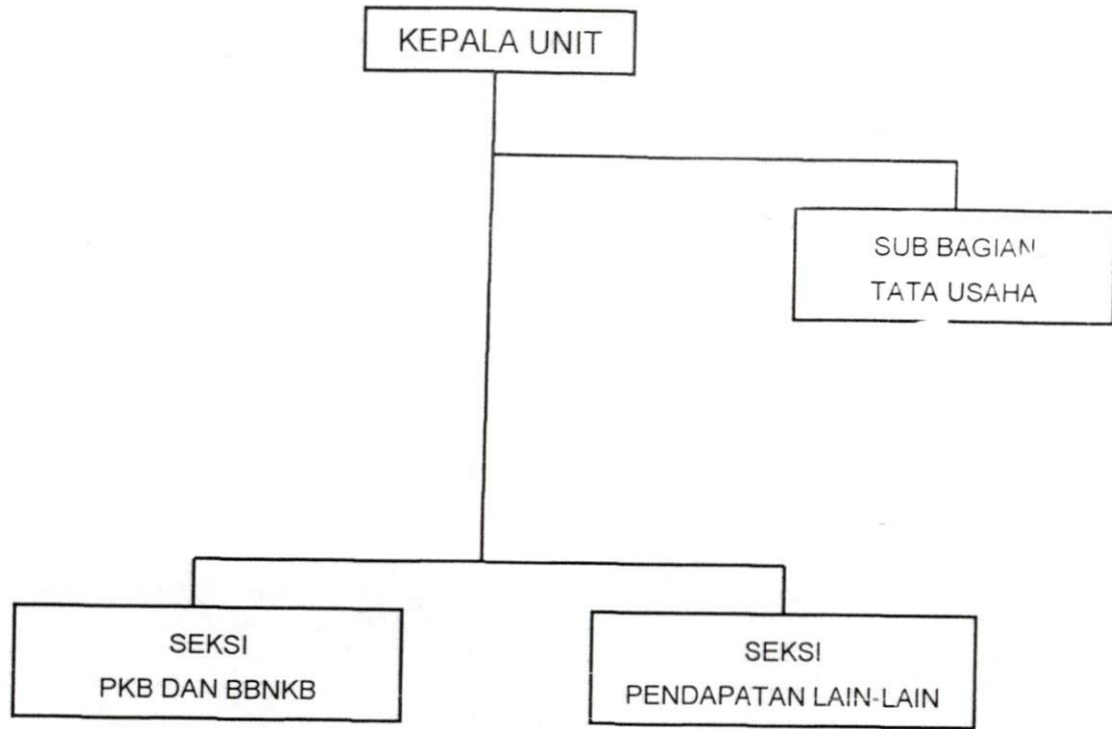 KEPALA UNIT
SUB BAGIAN
TATA USAHA
SEKSI
PKB DAN BBNKB
SEKSI
PENDAPATAN LAIN-LAIN